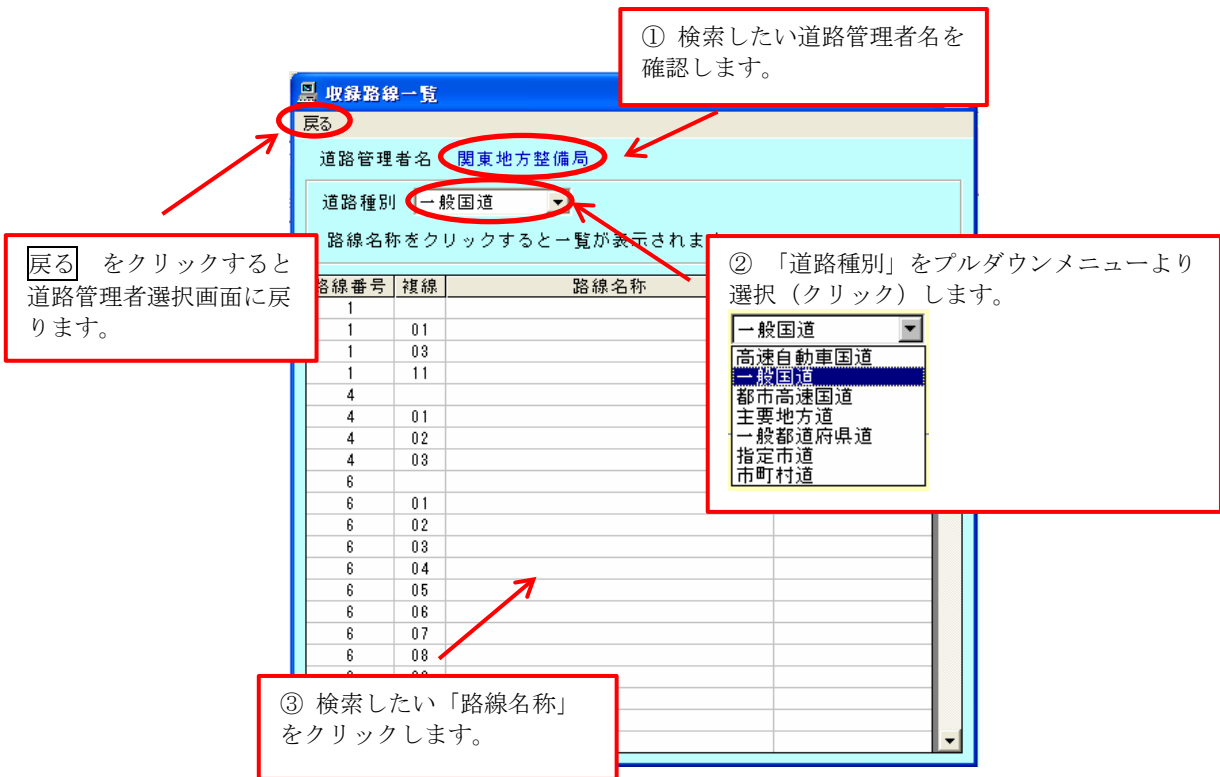 ① 検索したい道路管理者名を
確認します。
収録路線一覧
戻る
道路管理者名 関東地方整備局
道路種別 一般国道
路線名称をクリックすると一覧が表示されま
戻る をクリックすると
道路管理者選択画面に戻
ります。
② 「道路種別」をプルダウンメニューより
選択（クリック）します。
一般国道
高速自動車国道
一般国道
都市高速国道
主要地方道
一般都道府県道
指定市道
市町村道
路線番号 複線 路線名称
1
1 01
1 03
1 11
4
4 01
4 02
4 03
6
6 01
6 02
6 03
6 04
6 05
6 06
6 07
6 08
③ 検索したい「路線名称」
をクリックします。